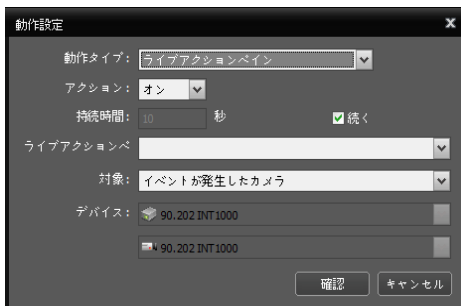 動作設定 x
動作タイプ: ライブアクションペイン
アクション: オン
持続時間: 10 秒 続く
ライブアクションペ
対象: イベントが発生したカメラ
デバイス: 90.202 INT1000
90.202 INT1000
確認 キャンセル